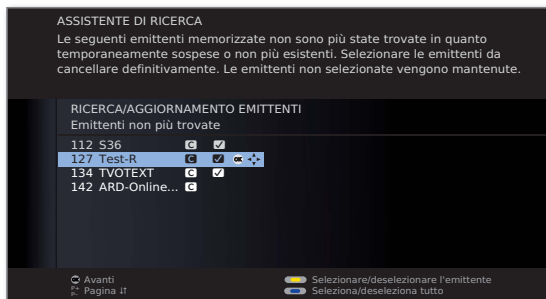 ASSISTENTE DI RICERCA
Le seguenti emittenti memorizzate non sono più state trovate in quanto
temporaneamente sospese o non più esistenti. Selezionare le emittenti da
cancellare definitivamente. Le emittenti non selezionate vengono mantenute.
RICERCA/AGGIORNAMENTO EMITTENTI
Emittenti non più trovate
112 S36 C
127 Test-R C OK
134 TVOTEXT C
142 ARD-Online... C
OK Avanti
Selezionare/deselezionare l'emittente
P+ P- Pagina ↓↑
Seleziona/deseleziona tutto